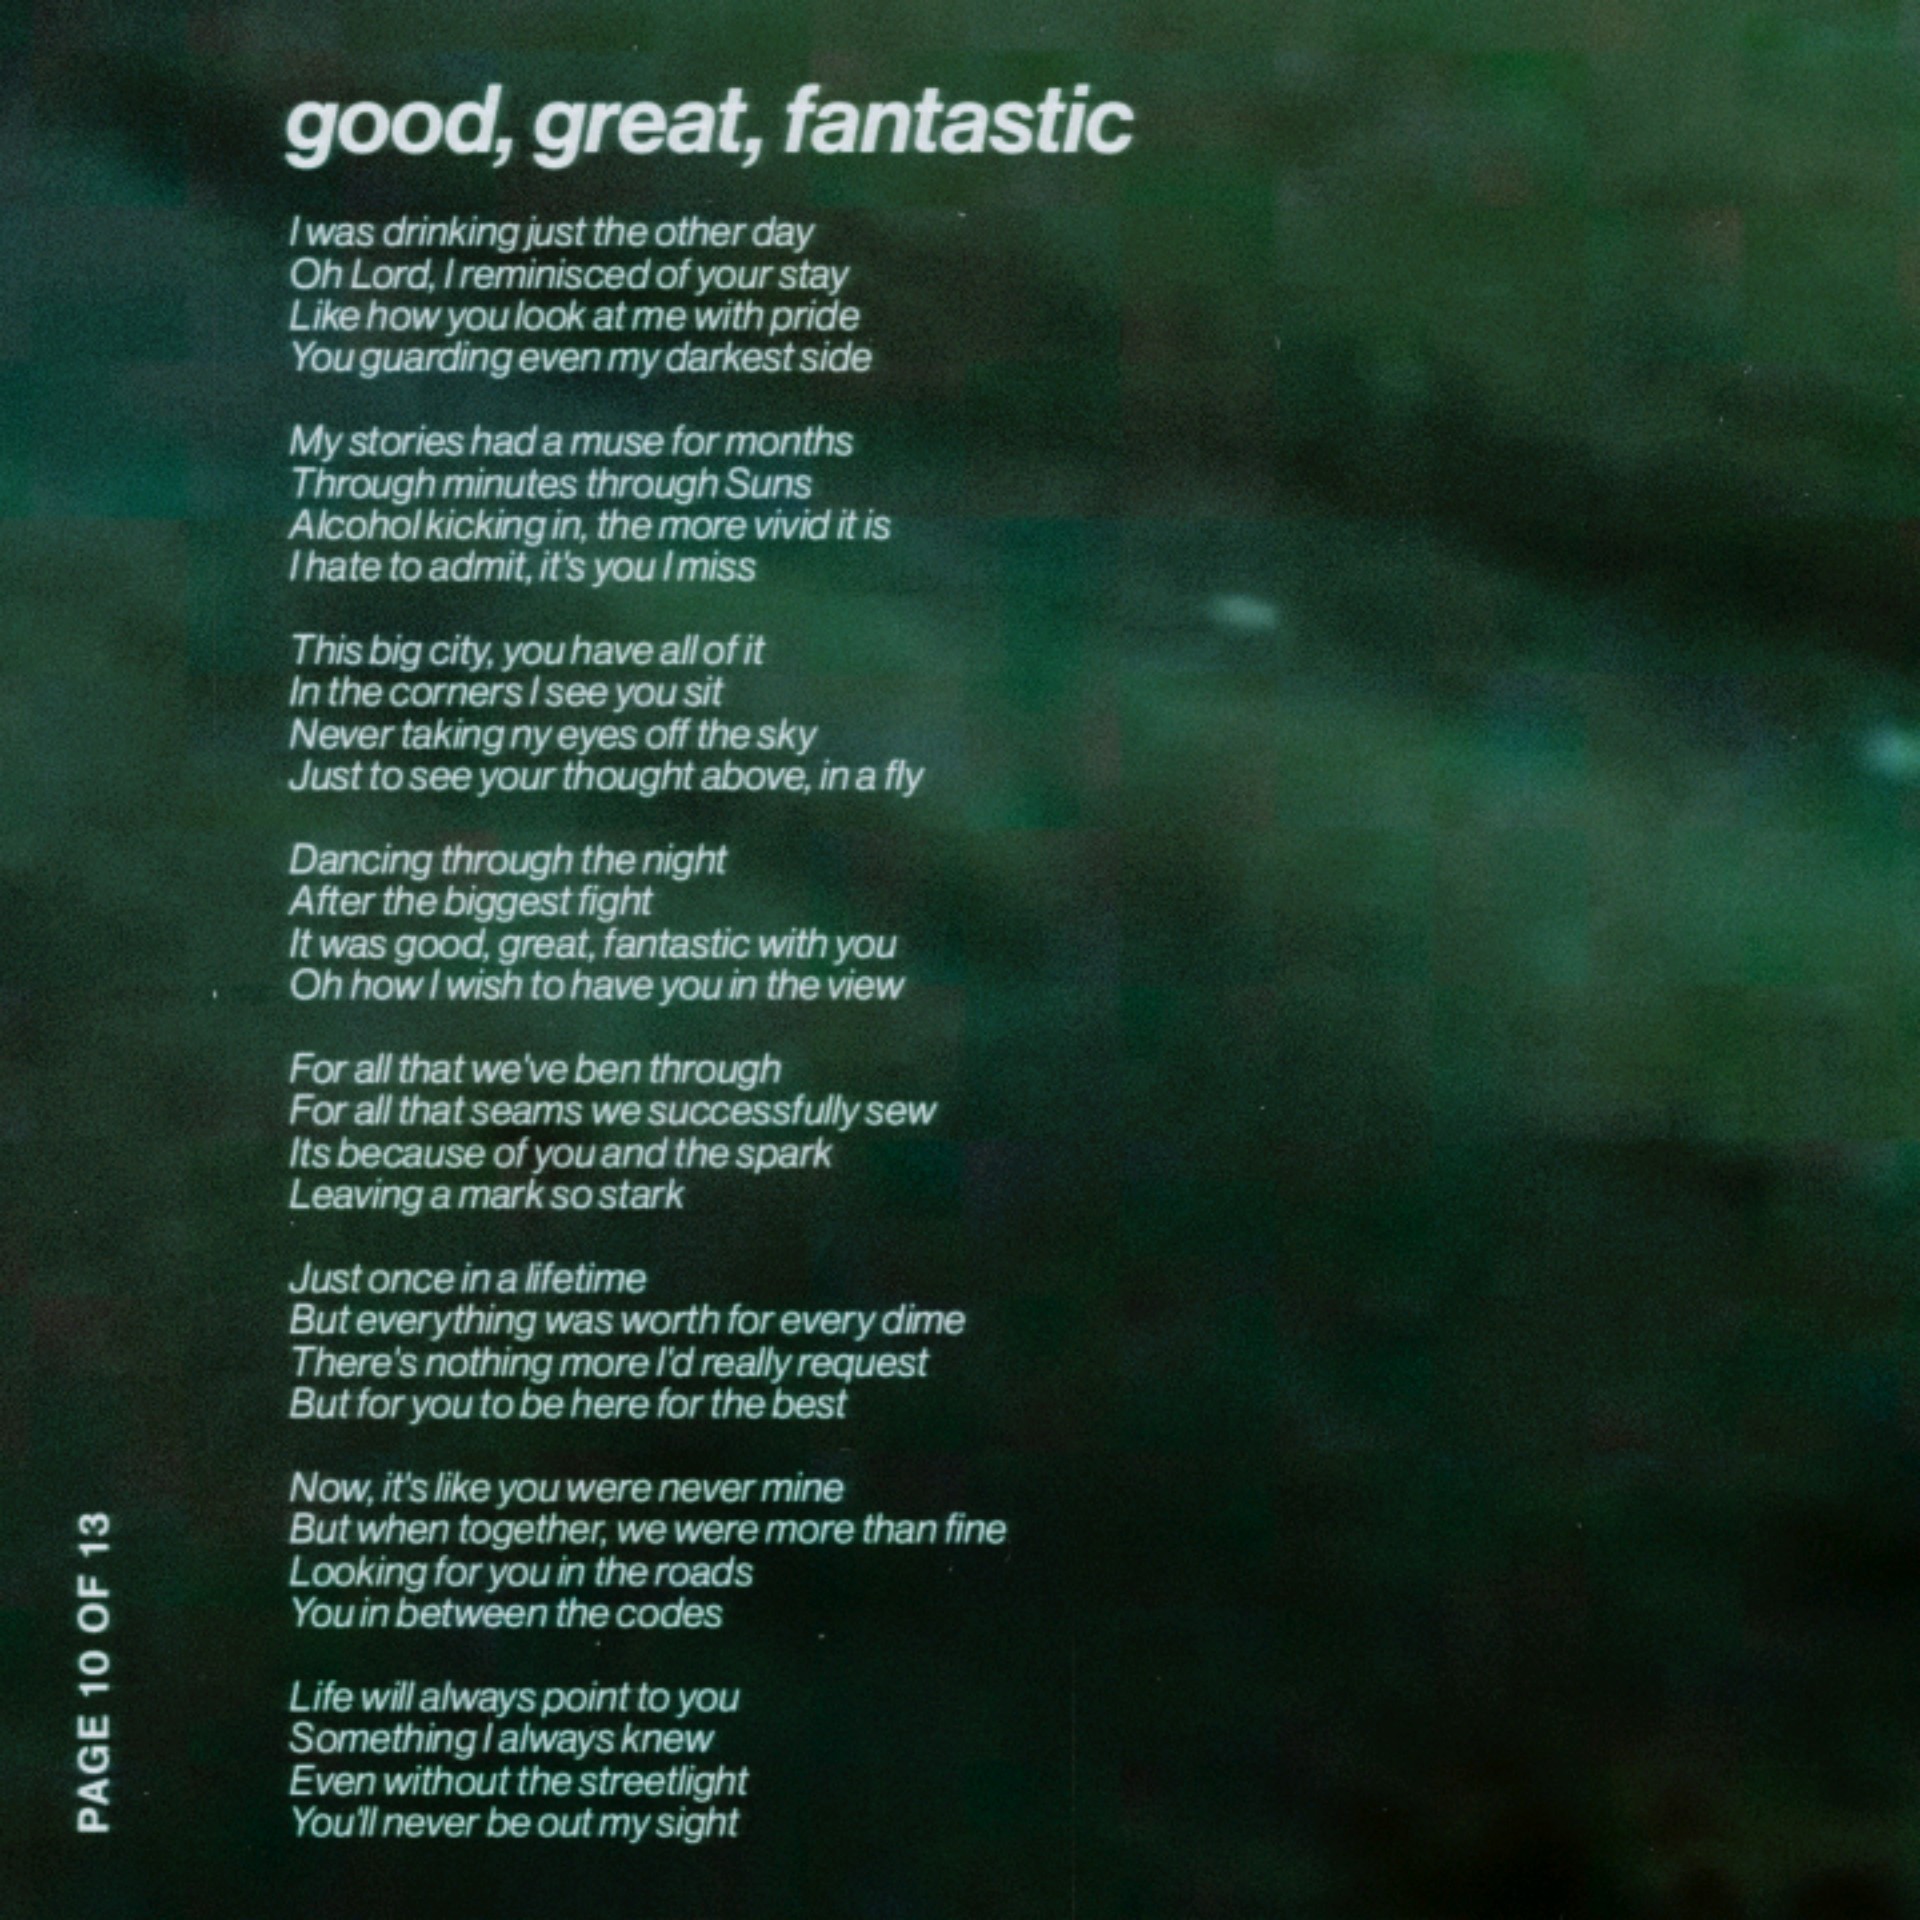 good, great, fantastic
I was drinking just the other day
Oh Lord, I reminisced of your stay
Like how you look at me with pride
You guarding even my darkest side
My stories had a muse for months
Through minutes through Suns
Alcohol kicking in, the more vivid it is
I hate to admit, it's you I miss
This big city, you have all of it
In the corners I see you sit
Never taking ny eyes off the sky
Just to see your thought above, in a fly
Dancing through the night
After the biggest fight
It was good, great, fantastic with you
Oh how I wish to have you in the view
For all that we've ben through
For all that seams we successfully sew
Its because of you and the spark
Leaving a mark so stark
Just once in a lifetime
But everything was worth for every dime
There's nothing more I'd really request
But for you to be here for the best
Now, it's like you were never mine
But when together, we were more than fine
Looking for you in the roads
You in between the codes
Life will always point to you
Something I always knew
Even without the streetlight
You'll never be out my sight
PAGE 10 OF 13